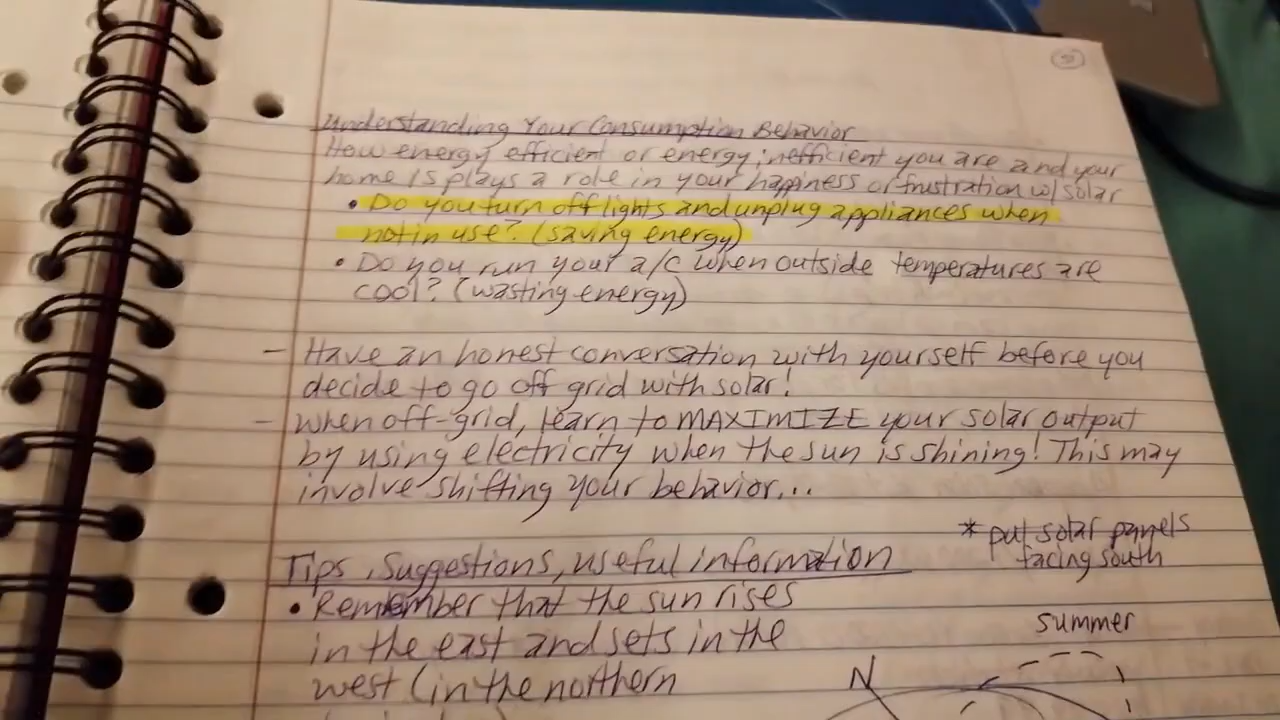 Understanding Your Consumption Behavior
How energy efficient or energy inefficient you are and your
home is plays a role in your happiness or frustration w/ solar
• Do you turn off lights and unplug appliances when
not in use? (saving energy)
• Do you run your a/c when outside temperatures are
cool? (wasting energy)
- Have an honest conversation with yourself before you
decide to go off grid with solar!
- When off-grid, learn to MAXIMIZE your solar output
by using electricity when the sun is shining! This may
involve shifting your behavior...
* put solar panels
facing south
Tips, Suggestions, useful information
• Remember that the sun rises
in the east and sets in the
west (in the northern
summer
N